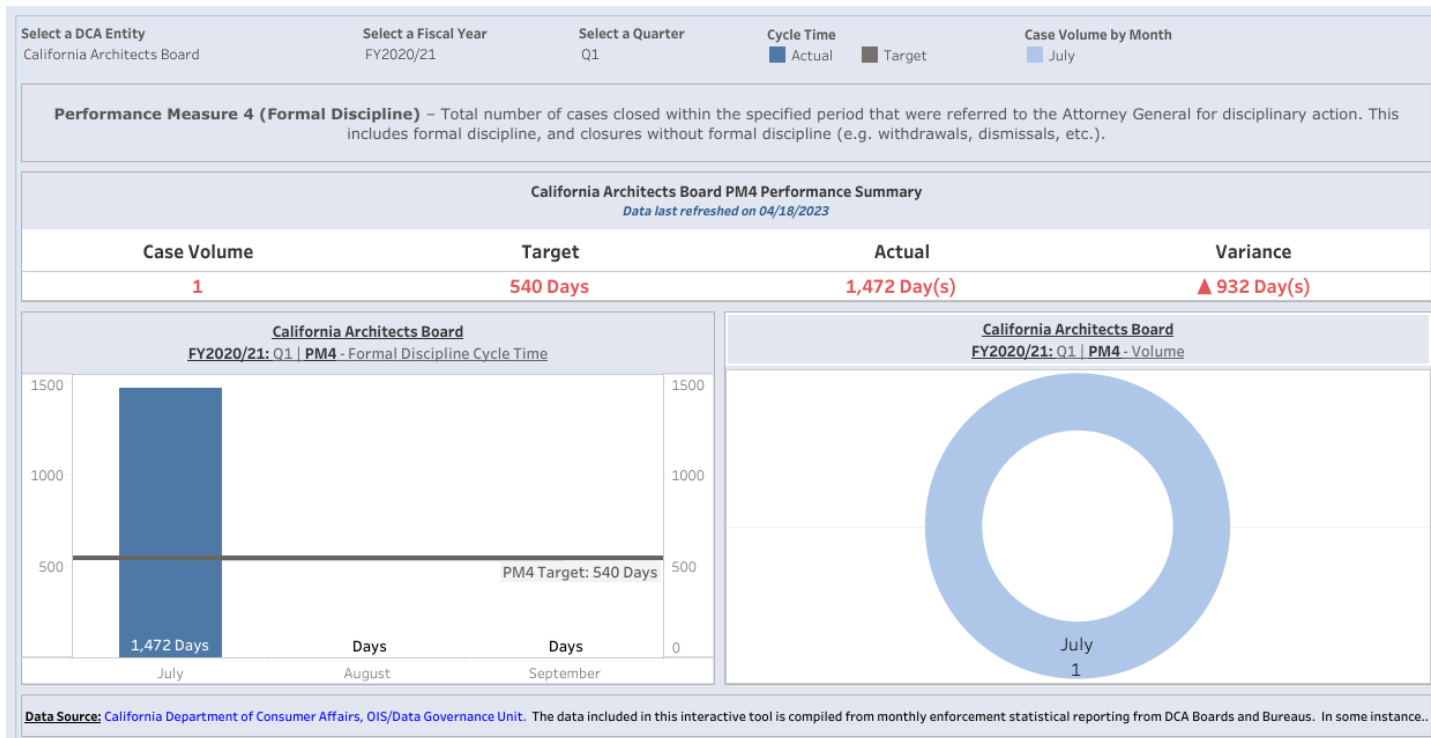 Select a DCA Entity
Select a Fiscal Year
Select a Quarter
Cycle Time
Case Volume by Month
California Architects Board
FY2020/21
Q1
Actual
Target
July
Performance Measure 4 (Formal Discipline) – Total number of cases closed within the specified period that were referred to the Attorney General for disciplinary action. This
includes formal discipline, and closures without formal discipline (e.g. withdrawals, dismissals, etc.).
California Architects Board PM4 Performance Summary
Data last refreshed on 04/18/2023
Case Volume
Target
Actual
Variance
1
540 Days
1,472 Day(s)
▲ 932 Day(s)
California Architects Board
FY2020/21: Q1 | PM4 - Formal Discipline Cycle Time
1500
1000
500
1500
1000
500
0
PM4 Target: 540 Days
1,472 Days
Days
Days
July
August
September
California Architects Board
FY2020/21: Q1 | PM4 - Volume
July
1
Data Source: California Department of Consumer Affairs, OIS/Data Governance Unit. The data included in this interactive tool is compiled from monthly enforcement statistical reporting from DCA Boards and Bureaus. In some instance..